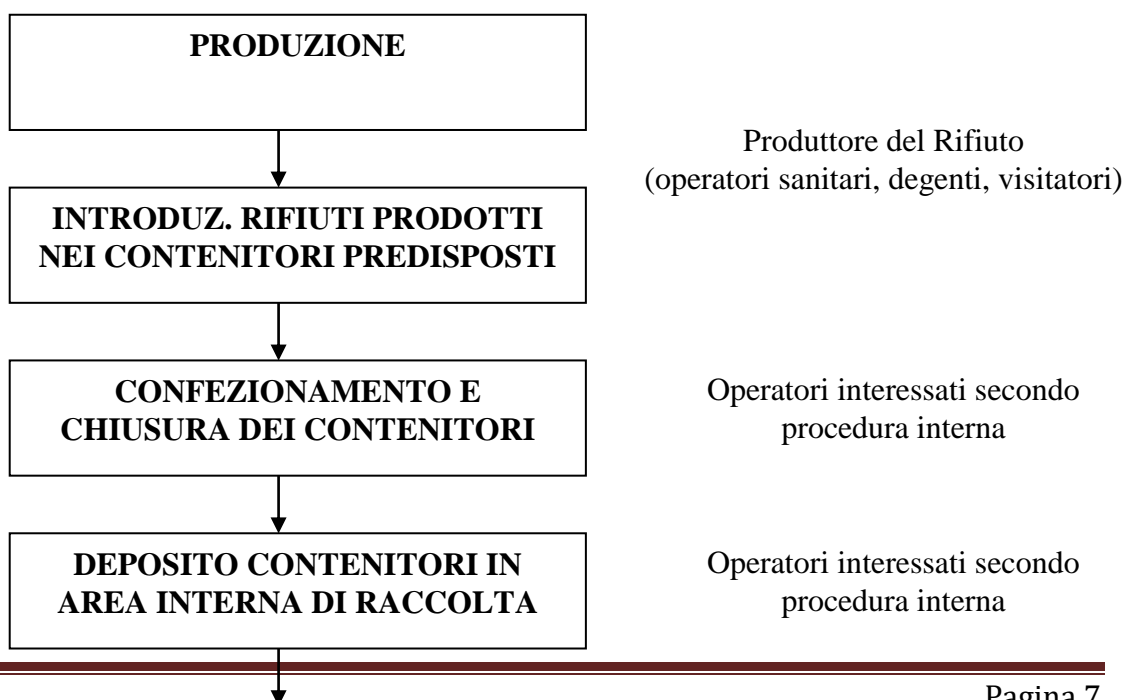 PRODUZIONE
Produttore del Rifiuto
(operatori sanitari, degenti, visitatori)
INTRODUZ. RIFIUTI PRODOTTI
NEI CONTENITORI PREDISPOSTI
CONFEZIONAMENTO E
CHIUSURA DEI CONTENITORI
Operatori interessati secondo
procedura interna
DEPOSITO CONTENITORI IN
AREA INTERNA DI RACCOLTA
Operatori interessati secondo
procedura interna
Pagina 7